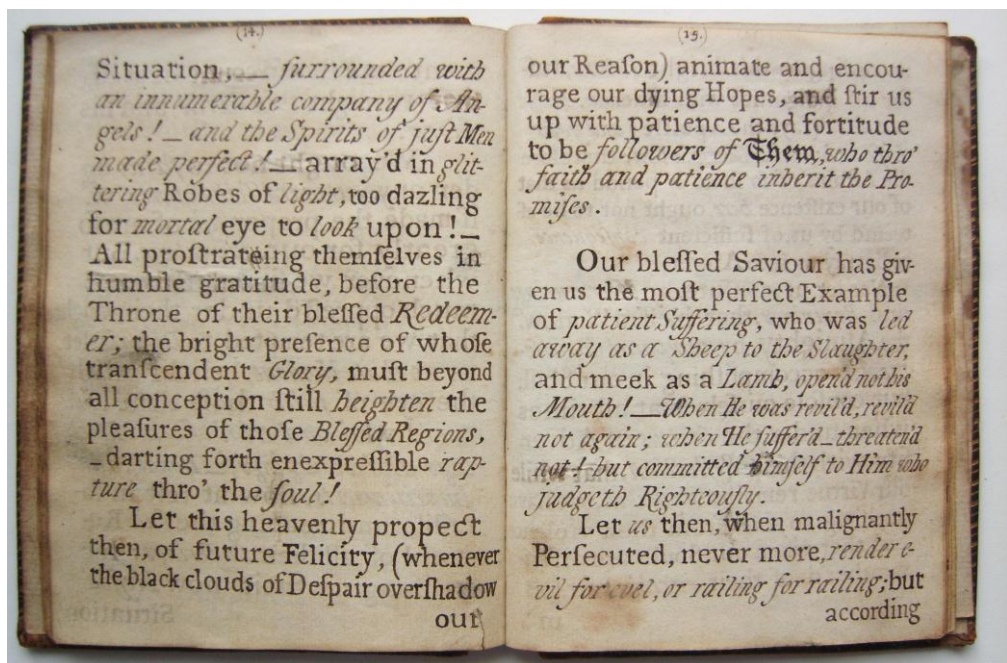 (14.)
Situation, — ſurrounded with
an innumerable company of An-
gels! — and the Spirits of juſt Men
made perfect! — array'd in glit-
tering Robes of light, too dazling
for mortal eye to look upon! —
All proſtrateing themſelves in
humble gratitude, before the
Throne of their bleſſed Redeem-
er; the bright preſence of whoſe
tranſcendent Glory, muſt beyond
all conception ſtill heighten the
pleaſures of thoſe Bleſſed Regions,
— darting forth enexpreſſible rap-
ture thro' the ſoul!
Let this heavenly propect
then, of future Felicity, (whenever
the black clouds of Deſpair overſhadow
our
(15.)
our Reaſon) animate and encou-
rage our dying Hopes, and ſtir us
up with patience and fortitude
to be followers of Them, who thro'
faith and patience inherit the Pro-
miſes.
Our bleſſed Saviour has giv-
en us the moſt perfect Example
of patient Suffering, who was led
away as a Sheep to the Slaughter,
and meek as a Lamb, open'd not his
Mouth! — When He was revil'd, revil'd
not again; when He ſuffer'd — threaten'd
not! — but committed himſelf to Him who
judgeth Righteouſly.
Let us then, when malignantly
Perſecuted, never more, render e-
vil for evel, or railing for railing; but
according